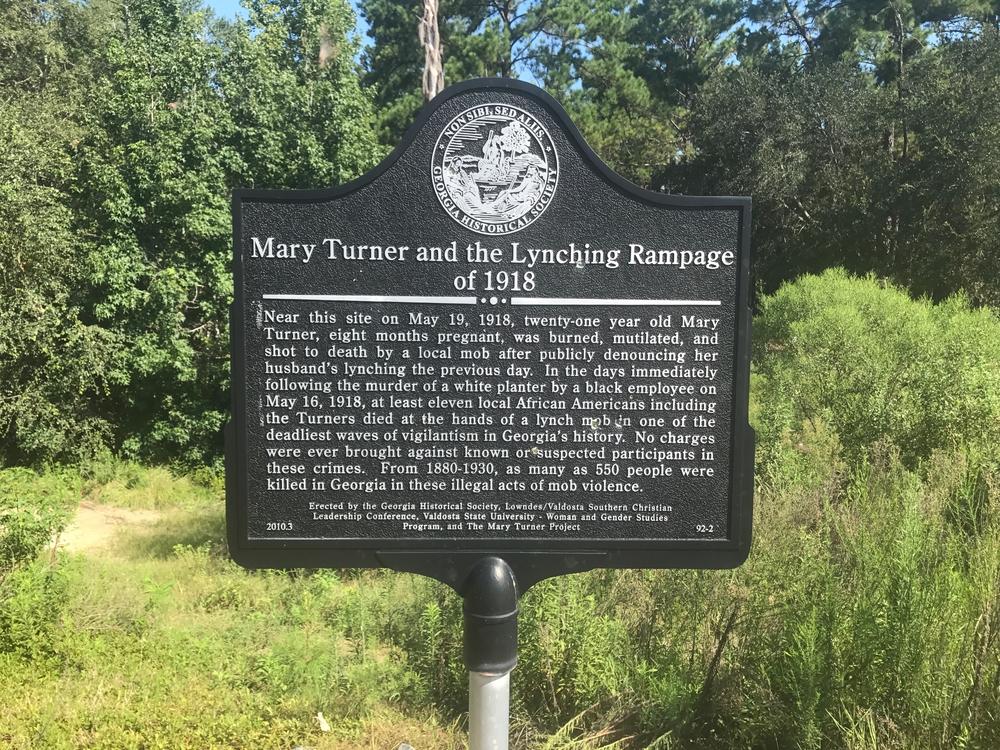 NON SIBI, SED ALIIS.
GEORGIA HISTORICAL SOCIETY
Mary Turner and the Lynching Rampage
of 1918
Near this site on May 19, 1918, twenty-one year old Mary
Turner, eight months pregnant, was burned, mutilated, and
shot to death by a local mob after publicly denouncing her
husband's lynching the previous day. In the days immediately
following the murder of a white planter by a black employee on
May 16, 1918, at least eleven local African Americans including
the Turners died at the hands of a lynch mob in one of the
deadliest waves of vigilantism in Georgia's history. No charges
were ever brought against known or suspected participants in
these crimes. From 1880-1930, as many as 550 people were
killed in Georgia in these illegal acts of mob violence.
Erected by the Georgia Historical Society, Lowndes/Valdosta Southern Christian
Leadership Conference, Valdosta State University - Woman and Gender Studies
2010.3 Program, and The Mary Turner Project 92-2